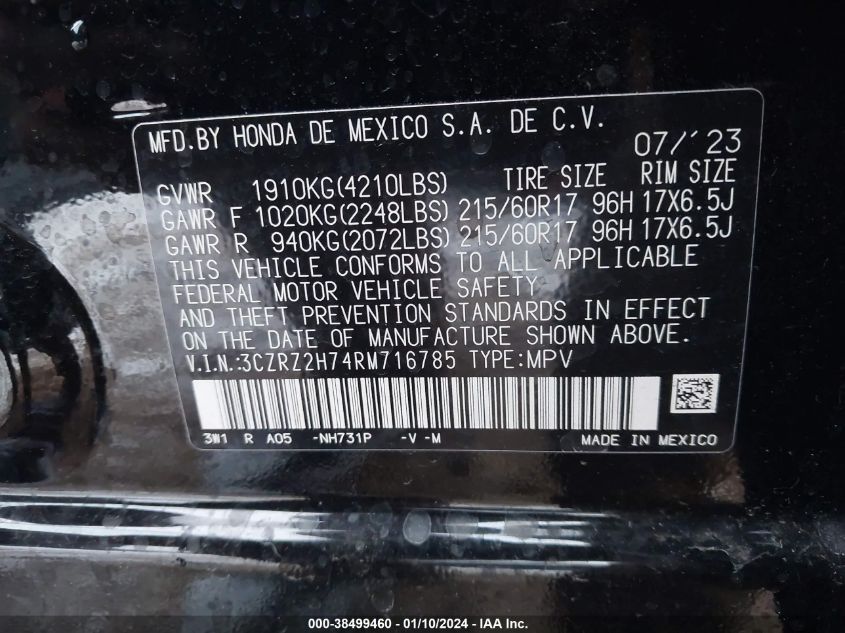 MFD.BY HONDA DE MEXICO S.A. DE C.V.
07/'23
GVWR 1910KG(4210LBS) TIRE SIZE RIM SIZE
GAWR F 1020KG(2248LBS) 215/60R17 96H 17X6.5J
GAWR R 940KG(2072LBS) 215/60R17 96H 17X6.5J
THIS VEHICLE CONFORMS TO ALL APPLICABLE
FEDERAL MOTOR VEHICLE SAFETY
AND THEFT PREVENTION STANDARDS IN EFFECT
ON THE DATE OF MANUFACTURE SHOWN ABOVE.
V.I.N.:3CZRZ2H74RM716785 TYPE:MPV
3W1 R A05 -NH731P -V -M MADE IN MEXICO
000-38499460 - 01/10/2024 - IAA Inc.